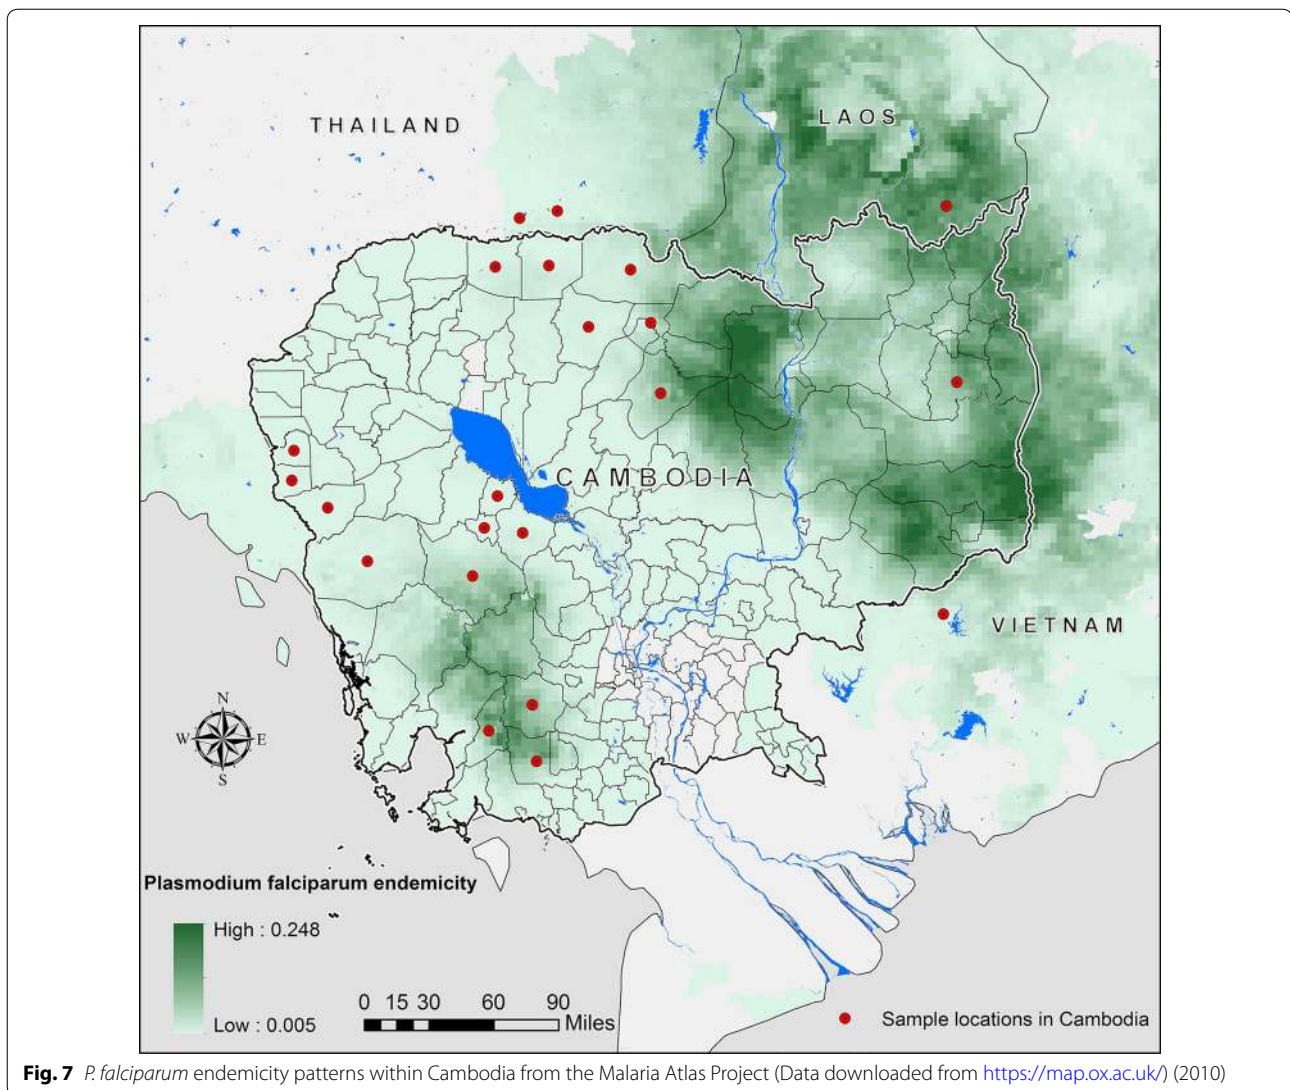 THAILAND
LAOS
CAMBODIA
VIETNAM
N
W E
S
Plasmodium falciparum endemicity
High : 0.248
Low : 0.005
0 15 30 60 90
Miles
Sample locations in Cambodia
Fig. 7 P. falciparum endemicity patterns within Cambodia from the Malaria Atlas Project (Data downloaded from https://map.ox.ac.uk/) (2010)